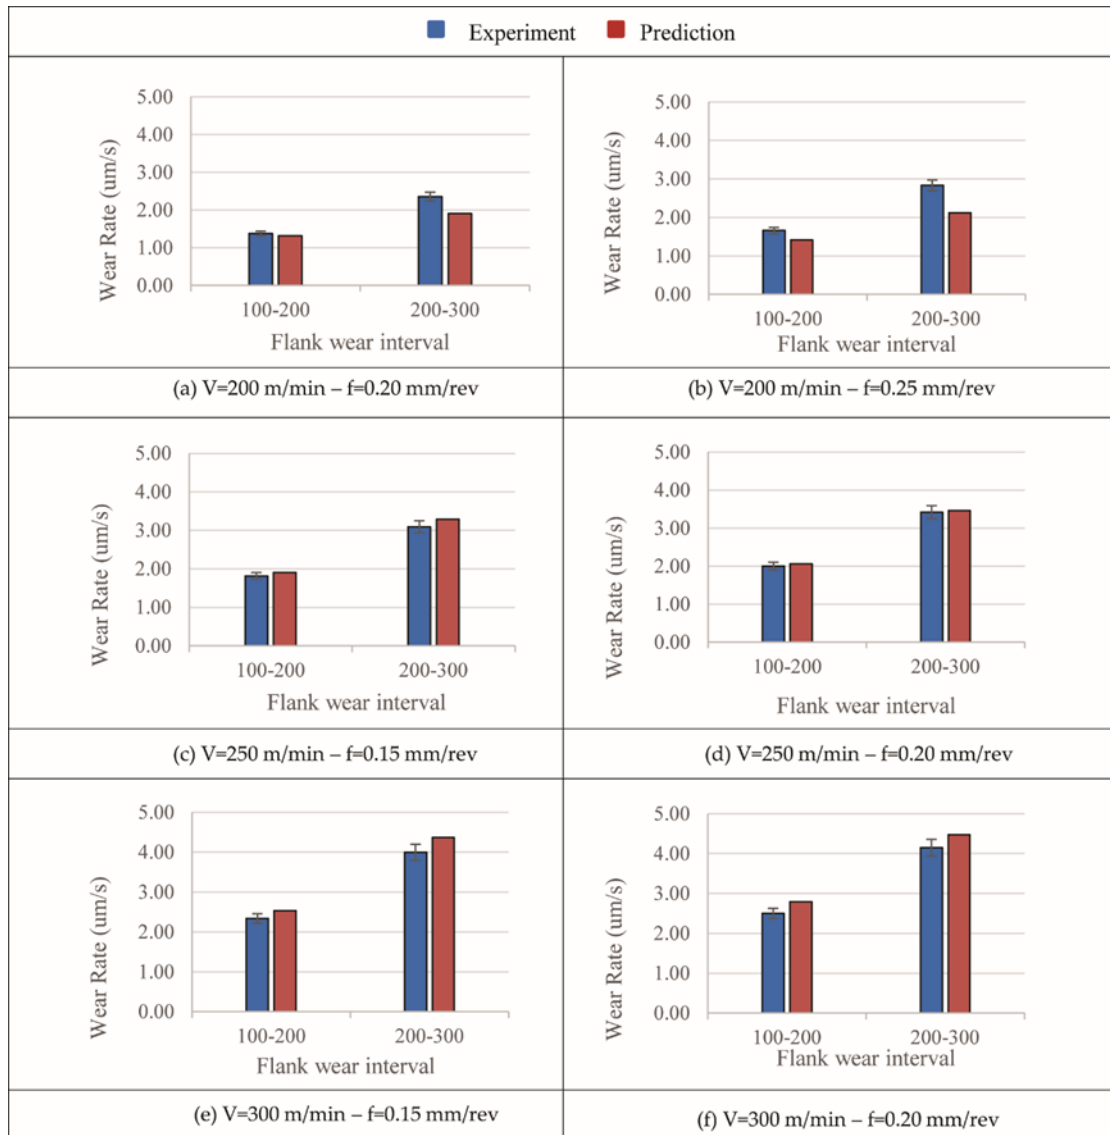 Experiment Prediction
Wear Rate (um/s)
5.00
4.00
3.00
2.00
1.00
0.00
100-200 200-300
Flank wear interval
(a) V=200 m/min – f=0.20 mm/rev
Wear Rate (um/s)
5.00
4.00
3.00
2.00
1.00
0.00
100-200 200-300
Flank wear interval
(b) V=200 m/min – f=0.25 mm/rev
Wear Rate (um/s)
5.00
4.00
3.00
2.00
1.00
0.00
100-200 200-300
Flank wear interval
(c) V=250 m/min – f=0.15 mm/rev
Wear Rate (um/s)
5.00
4.00
3.00
2.00
1.00
0.00
100-200 200-300
Flank wear interval
(d) V=250 m/min – f=0.20 mm/rev
Wear Rate (um/s)
5.00
4.00
3.00
2.00
1.00
0.00
100-200 200-300
Flank wear interval
(e) V=300 m/min – f=0.15 mm/rev
Wear Rate (um/s)
5.00
4.00
3.00
2.00
1.00
0.00
100-200 200-300
Flank wear interval
(f) V=300 m/min – f=0.20 mm/rev